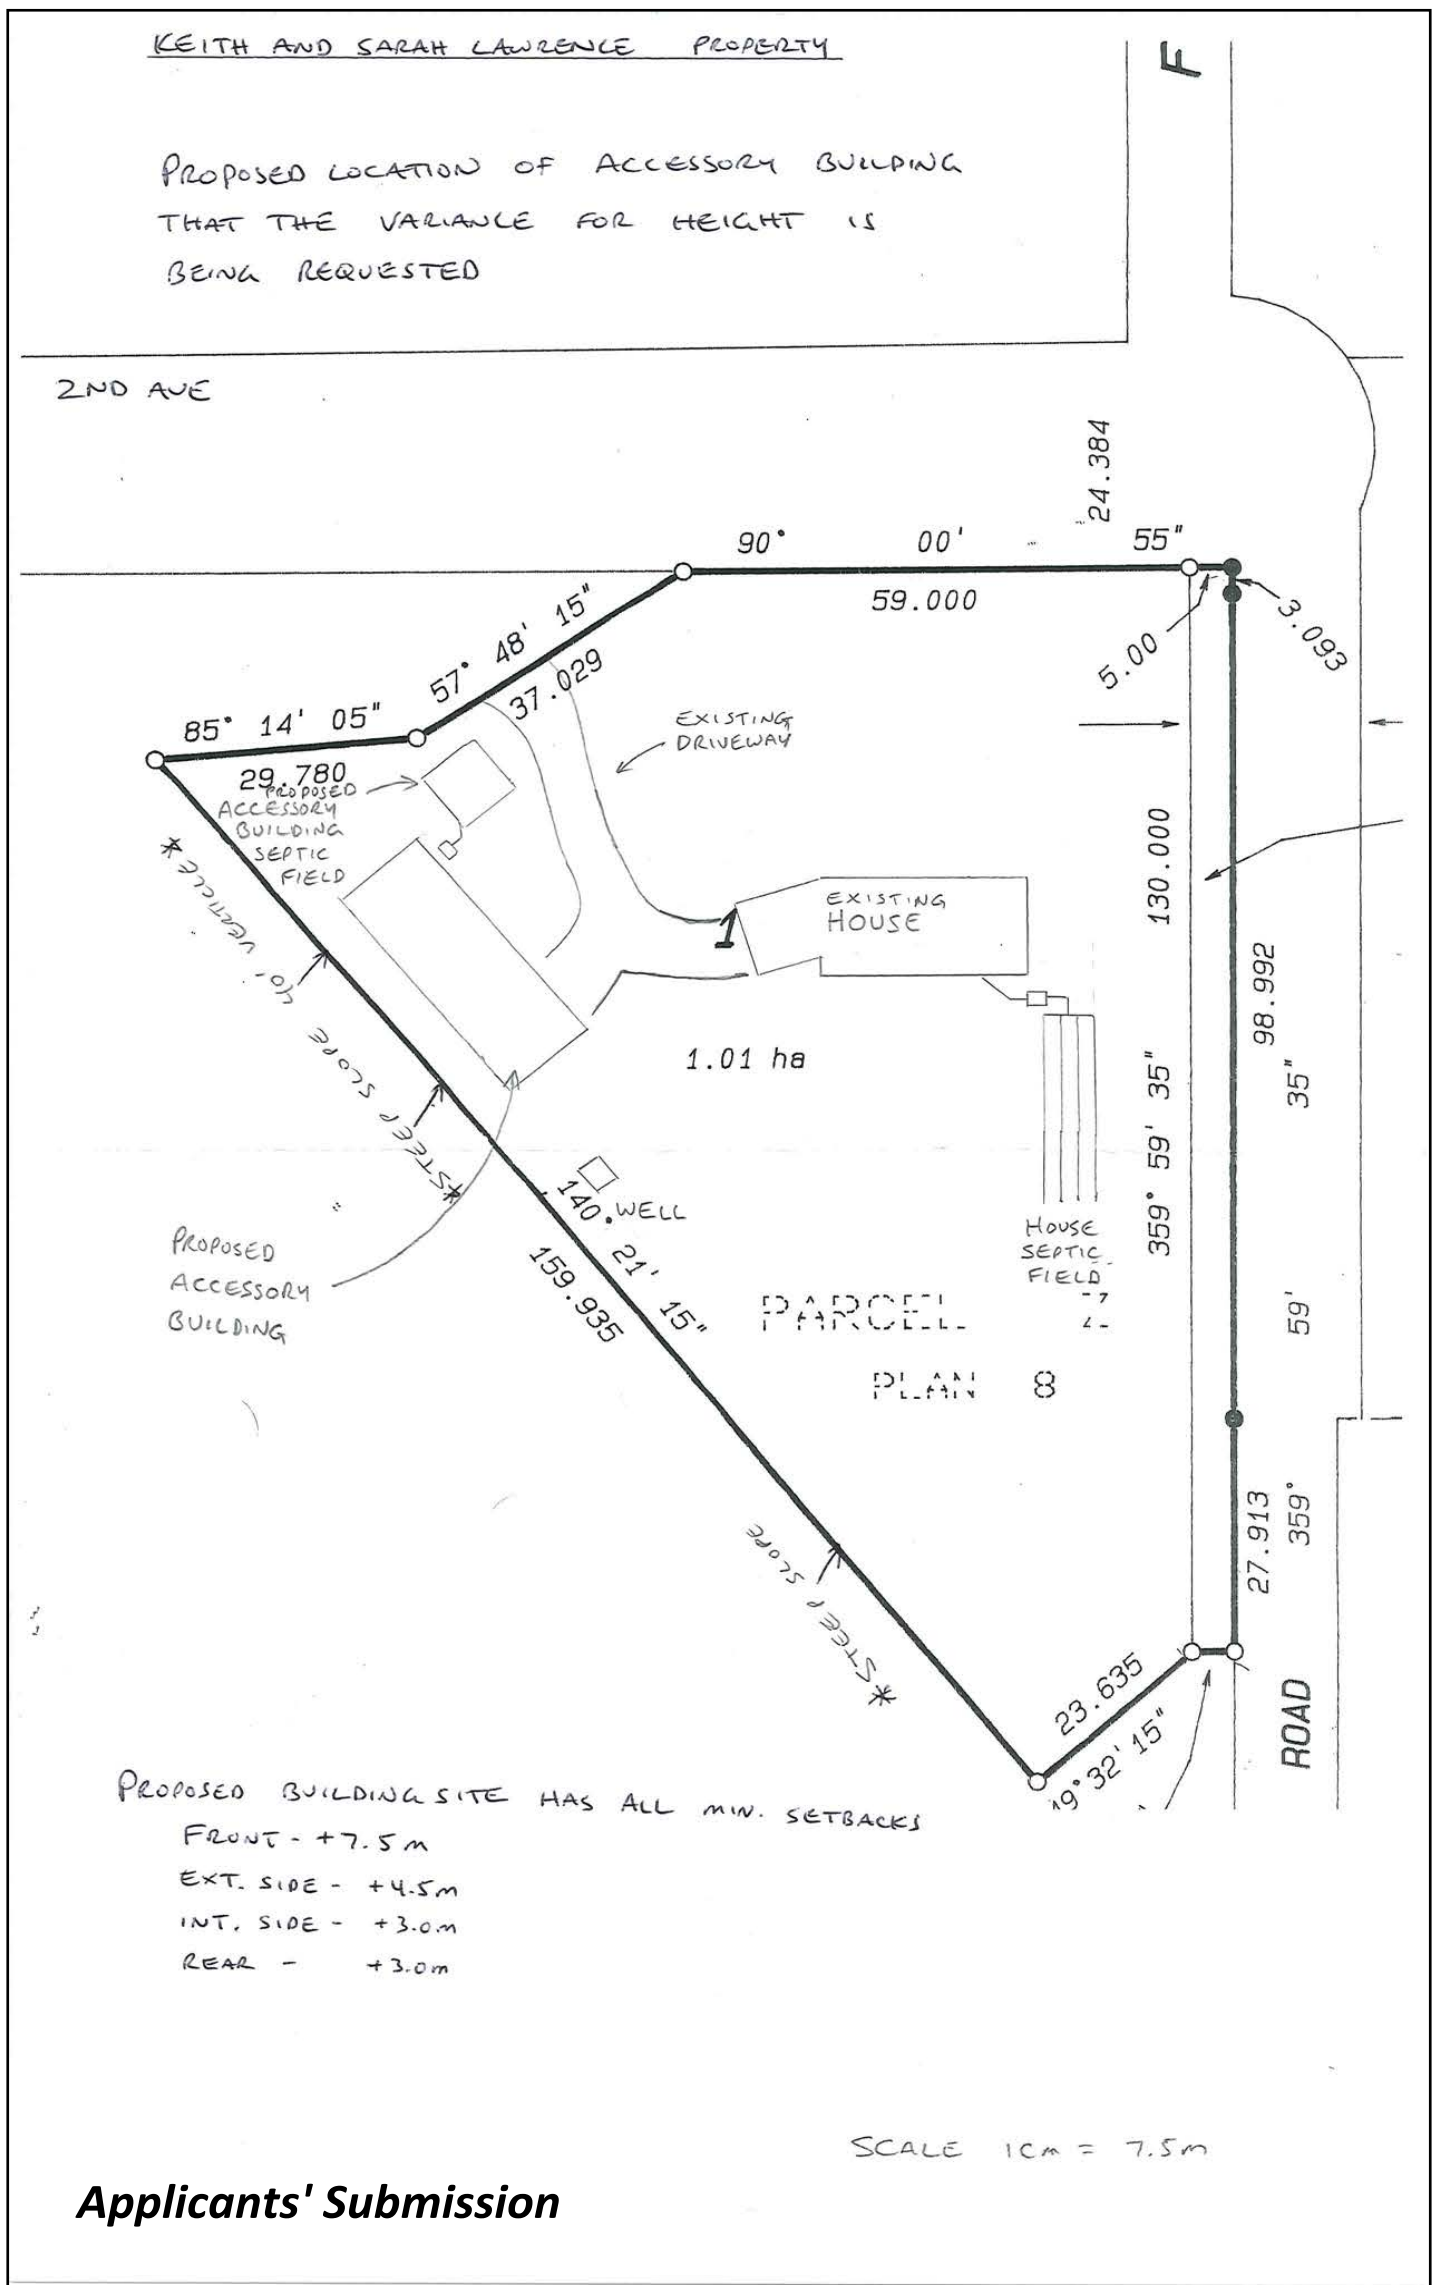 KEITH AND SARAH LAWRENCE PROPERTY
PROPOSED LOCATION OF ACCESSORY BUILDING
THAT THE VARIANCE FOR HEIGHT IS
BEING REQUESTED
F
2ND AVE
24.384
90° 00' 55"
59.000
5.00
3.093
57° 48' 15"
37.029
85° 14' 05"
29.780
EXISTING
DRIVEWAY
PROPOSED
ACCESSORY
BUILDING
SEPTIC
FIELD
*STEEP SLOPE 40' VERTICLE*
EXISTING
HOUSE
1
130.000
98.992
1.01 ha
359° 59' 35"
359° 59' 35"
WELL
140° 21' 15"
159.935
HOUSE
SEPTIC
FIELD
PROPOSED
ACCESSORY
BUILDING
PARCEL Z
PLAN 8
*STEEP SLOPE
27.913
23.635
49° 32' 15"
ROAD
PROPOSED BUILDING SITE HAS ALL MIN. SETBACKS
FRONT - +7.5m
EXT. SIDE - +4.5m
INT. SIDE - +3.0m
REAR - +3.0m
SCALE 1cm = 7.5m
Applicants' Submission